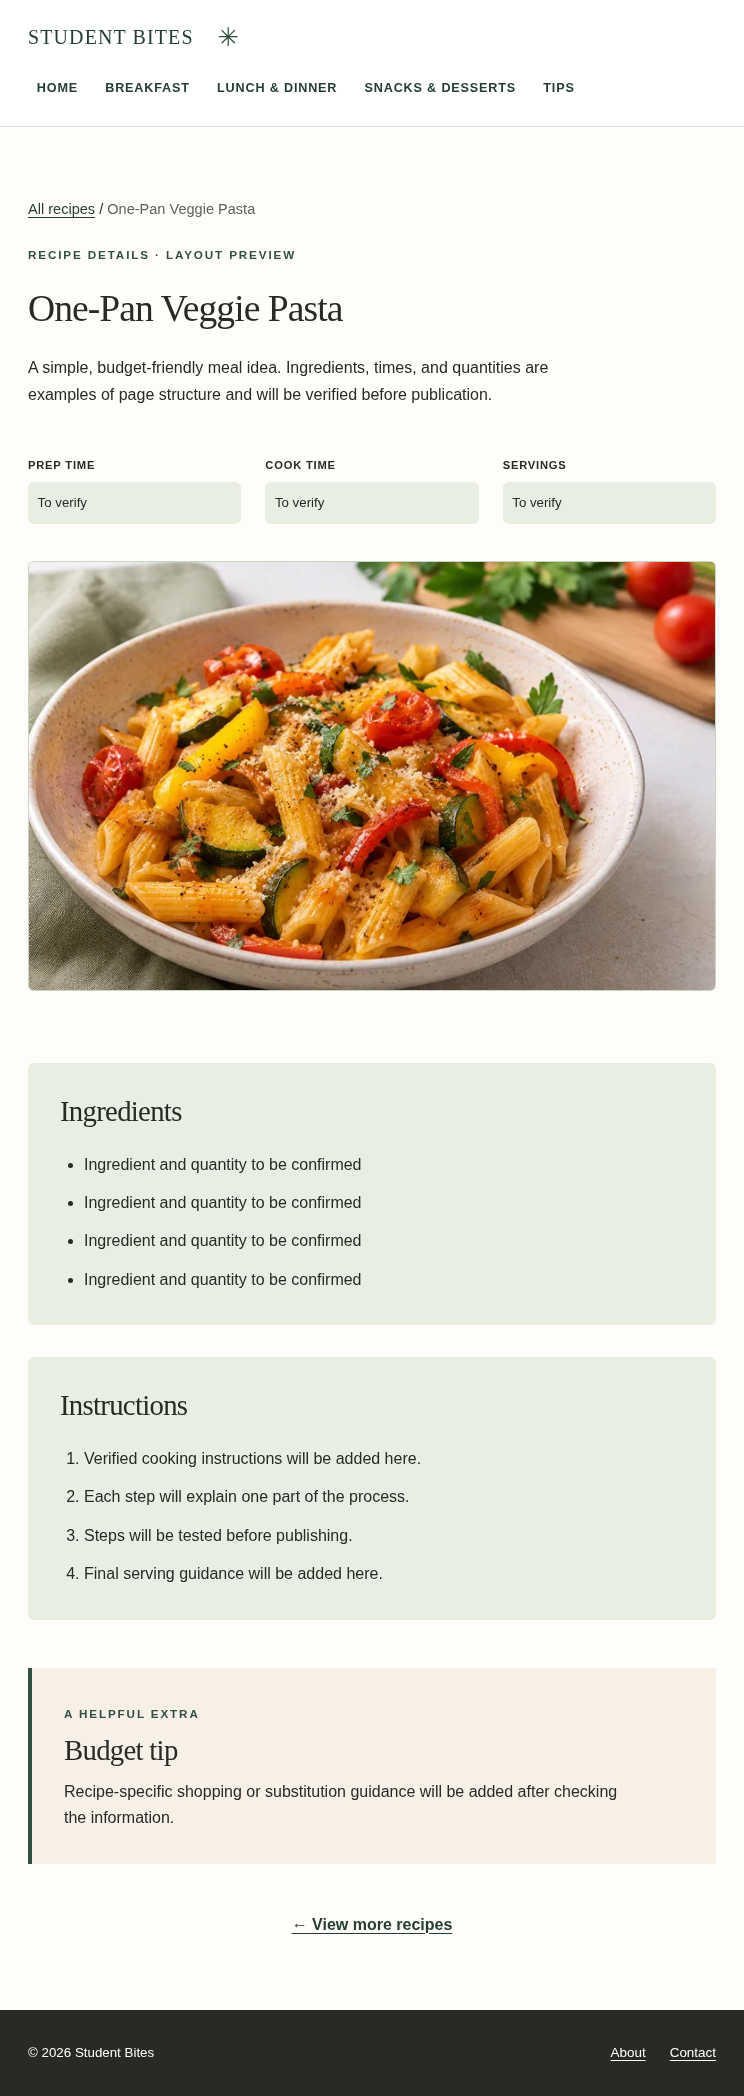 STUDENT BITES ✳
HOME BREAKFAST LUNCH & DINNER SNACKS & DESSERTS TIPS
All recipes / One-Pan Veggie Pasta
RECIPE DETAILS · LAYOUT PREVIEW
One-Pan Veggie Pasta
A simple, budget-friendly meal idea. Ingredients, times, and quantities are
examples of page structure and will be verified before publication.
PREP TIME COOK TIME SERVINGS
To verify To verify To verify
Ingredients
• Ingredient and quantity to be confirmed
• Ingredient and quantity to be confirmed
• Ingredient and quantity to be confirmed
• Ingredient and quantity to be confirmed
Instructions
1. Verified cooking instructions will be added here.
2. Each step will explain one part of the process.
3. Steps will be tested before publishing.
4. Final serving guidance will be added here.
A HELPFUL EXTRA
Budget tip
Recipe-specific shopping or substitution guidance will be added after checking
the information.
← View more recipes
© 2026 Student Bites About Contact